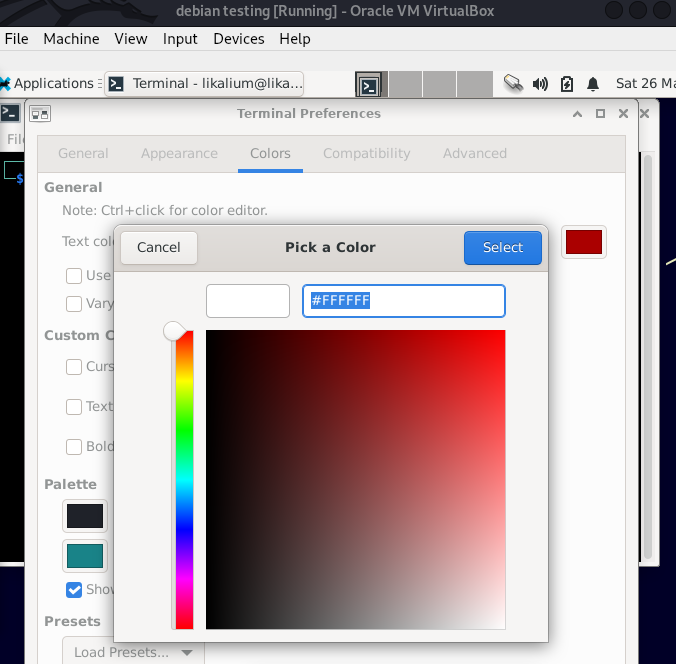 debian testing [Running] - Oracle VM VirtualBox
File Machine View Input Devices Help
Applications Terminal - likalium@lika... Sat 26 Ma
Terminal Preferences
General Appearance Colors Compatibility Advanced
$
General
Note: Ctrl+click for color editor.
Text colo
Cancel Pick a Color Select
Use
#FFFFFF
Vary
Custom C
Curs
Text
Bold
Palette
Show
Presets
Load Presets...